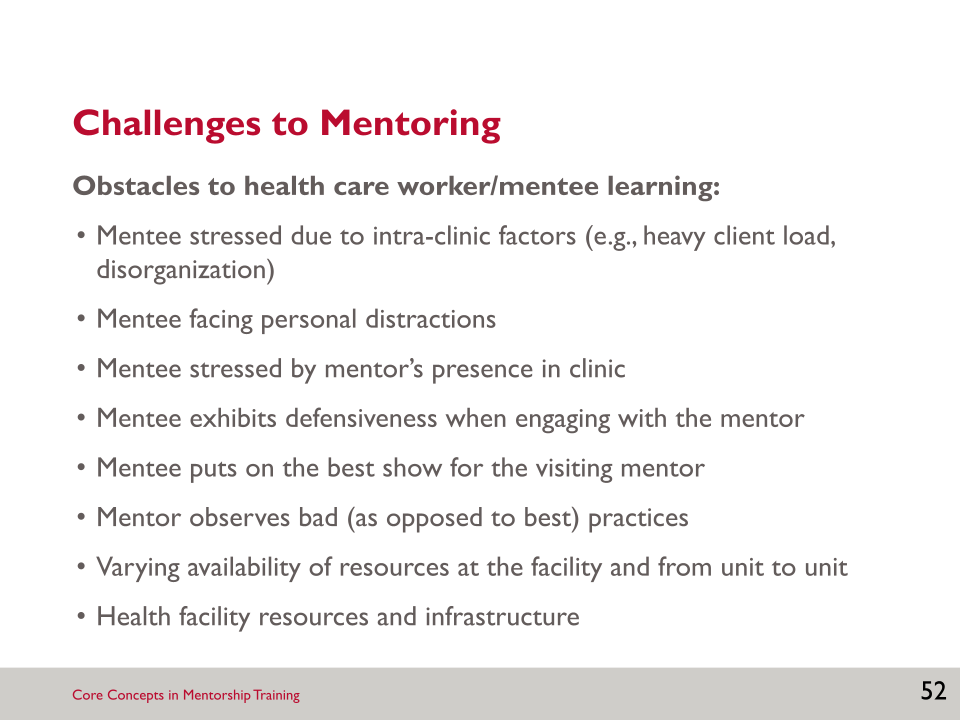 Challenges to Mentoring
Obstacles to health care worker/mentee learning:
• Mentee stressed due to intra-clinic factors (e.g., heavy client load,
disorganization)
• Mentee facing personal distractions
• Mentee stressed by mentor’s presence in clinic
• Mentee exhibits defensiveness when engaging with the mentor
• Mentee puts on the best show for the visiting mentor
• Mentor observes bad (as opposed to best) practices
• Varying availability of resources at the facility and from unit to unit
• Health facility resources and infrastructure
Core Concepts in Mentorship Training
52